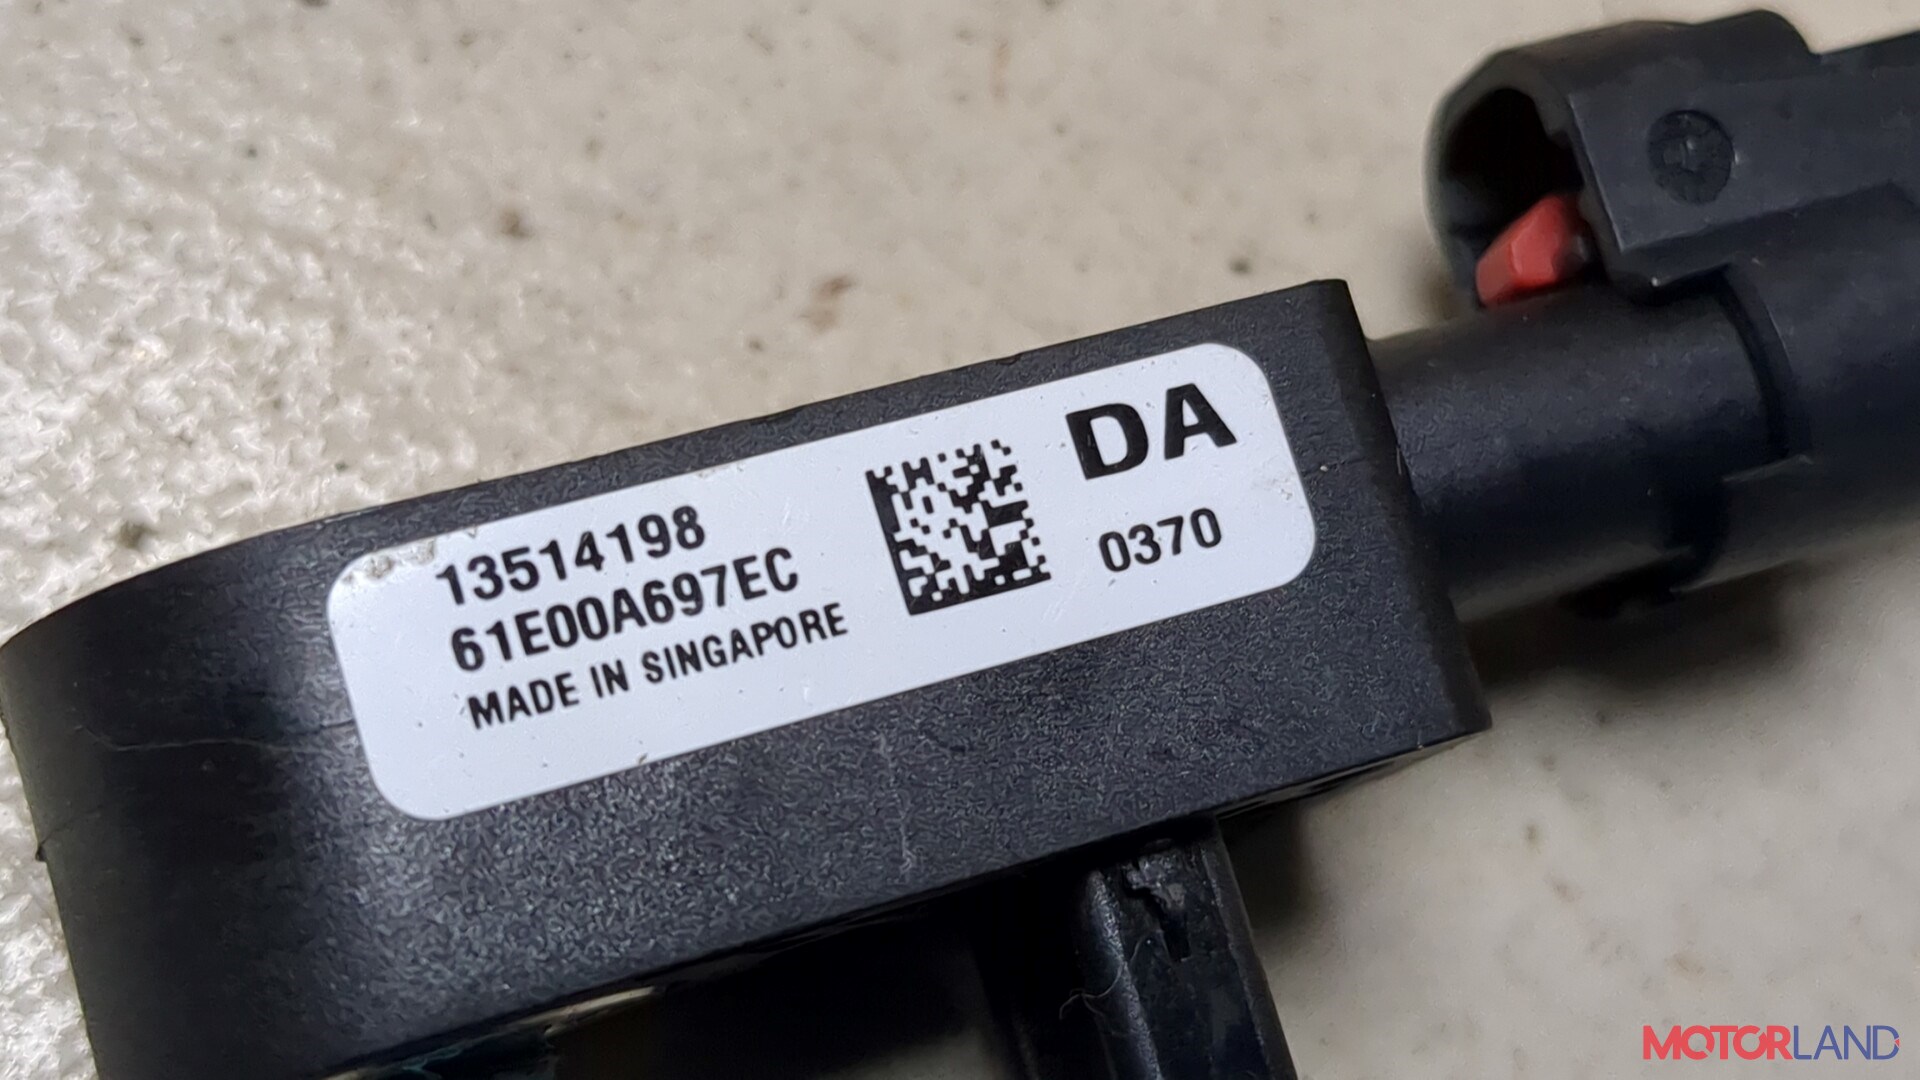 13514198
61E00A697EC
MADE IN SINGAPORE
DA
0370
MOTORLAND